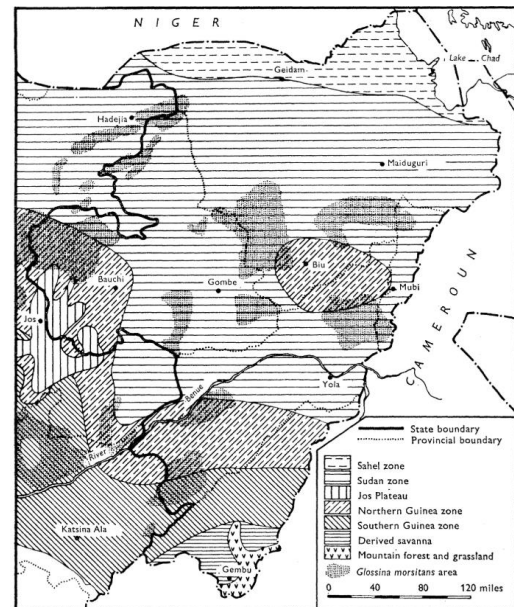 NIGER
Lake Chad
Geidam
Hadejia
Maiduguri
Bauchi
Gombe
Biu
Mubi
Jos
CAMEROUN
Yola
River Benue
Katsina Ala
Gembu
State boundary
Provincial boundary
Sahel zone
Sudan zone
Jos Plateau
Northern Guinea zone
Southern Guinea zone
Derived savanna
Mountain forest and grassland
Glossina morsitans area
0 40 80 120 miles